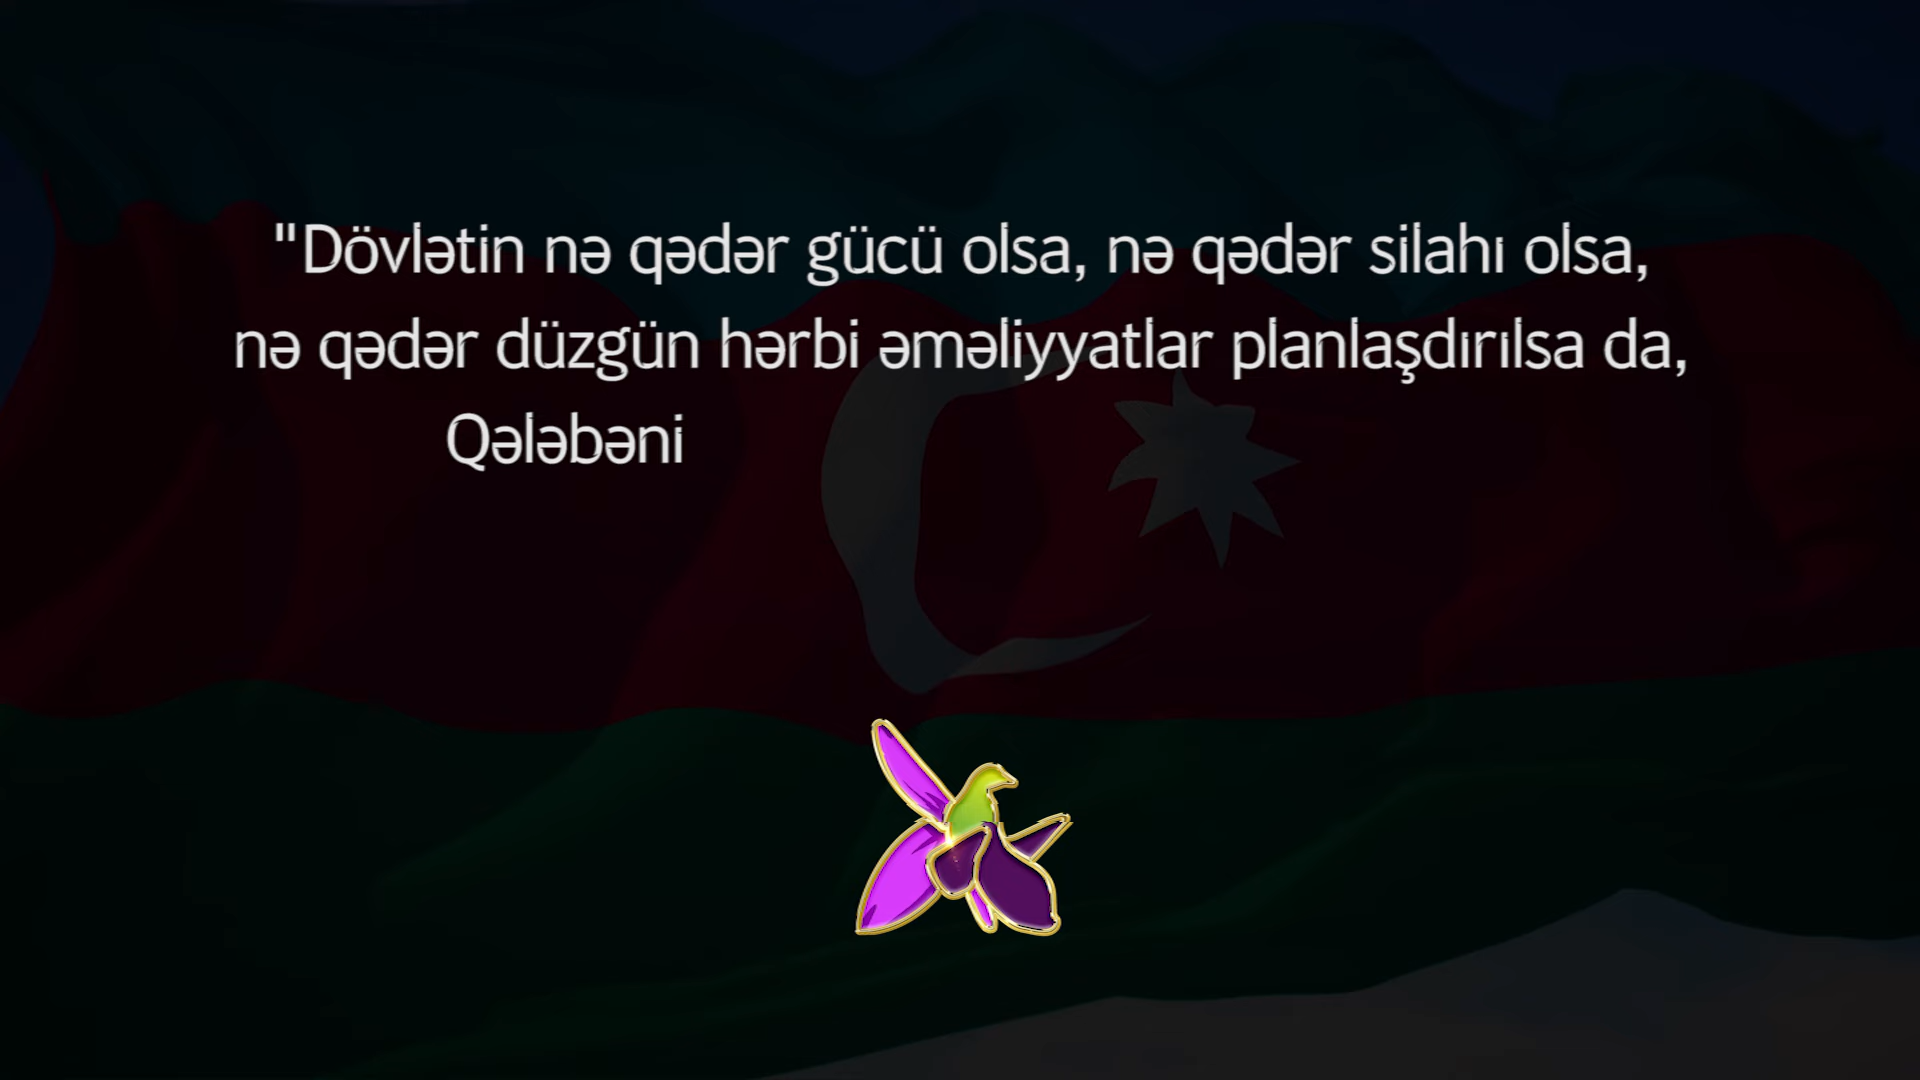 "Dövlətin nə qədər gücü olsa, nə qədər silahı olsa,
nə qədər düzgün hərbi əməliyyatlar planlaşdırılsa da,
Qələbəni